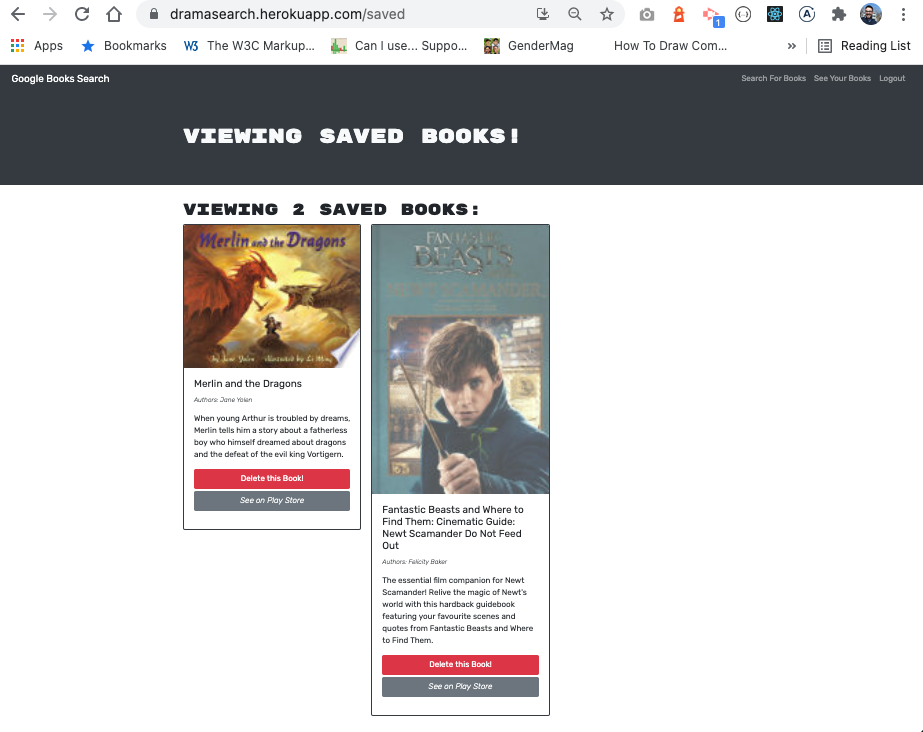 dramasearch.herokuapp.com/saved
1
Apps Bookmarks W3 The W3C Markup... Can I use... Suppo... GenderMag How To Draw Com... » Reading List
Google Books Search Search For Books See Your Books Logout
VIEWING SAVED BOOKS!
VIEWING 2 SAVED BOOKS:
Merlin and the Dragons
by Jane Yolen illustrated by Li Ming
Merlin and the Dragons
Authors: Jane Yolen
When young Arthur is troubled by dreams,
Merlin tells him a story about a fatherless
boy who himself dreamed about dragons
and the defeat of the evil king Vortigern.
Delete this Book!
See on Play Store
FANTASTIC
BEASTS
NEWT SCAMANDER
Fantastic Beasts and Where to
Find Them: Cinematic Guide:
Newt Scamander Do Not Feed
Out
Authors: Felicity Baker
The essential film companion for Newt
Scamander! Relive the magic of Newt's
world with this hardback guidebook
featuring your favourite scenes and
quotes from Fantastic Beasts and Where
to Find Them.
Delete this Book!
See on Play Store